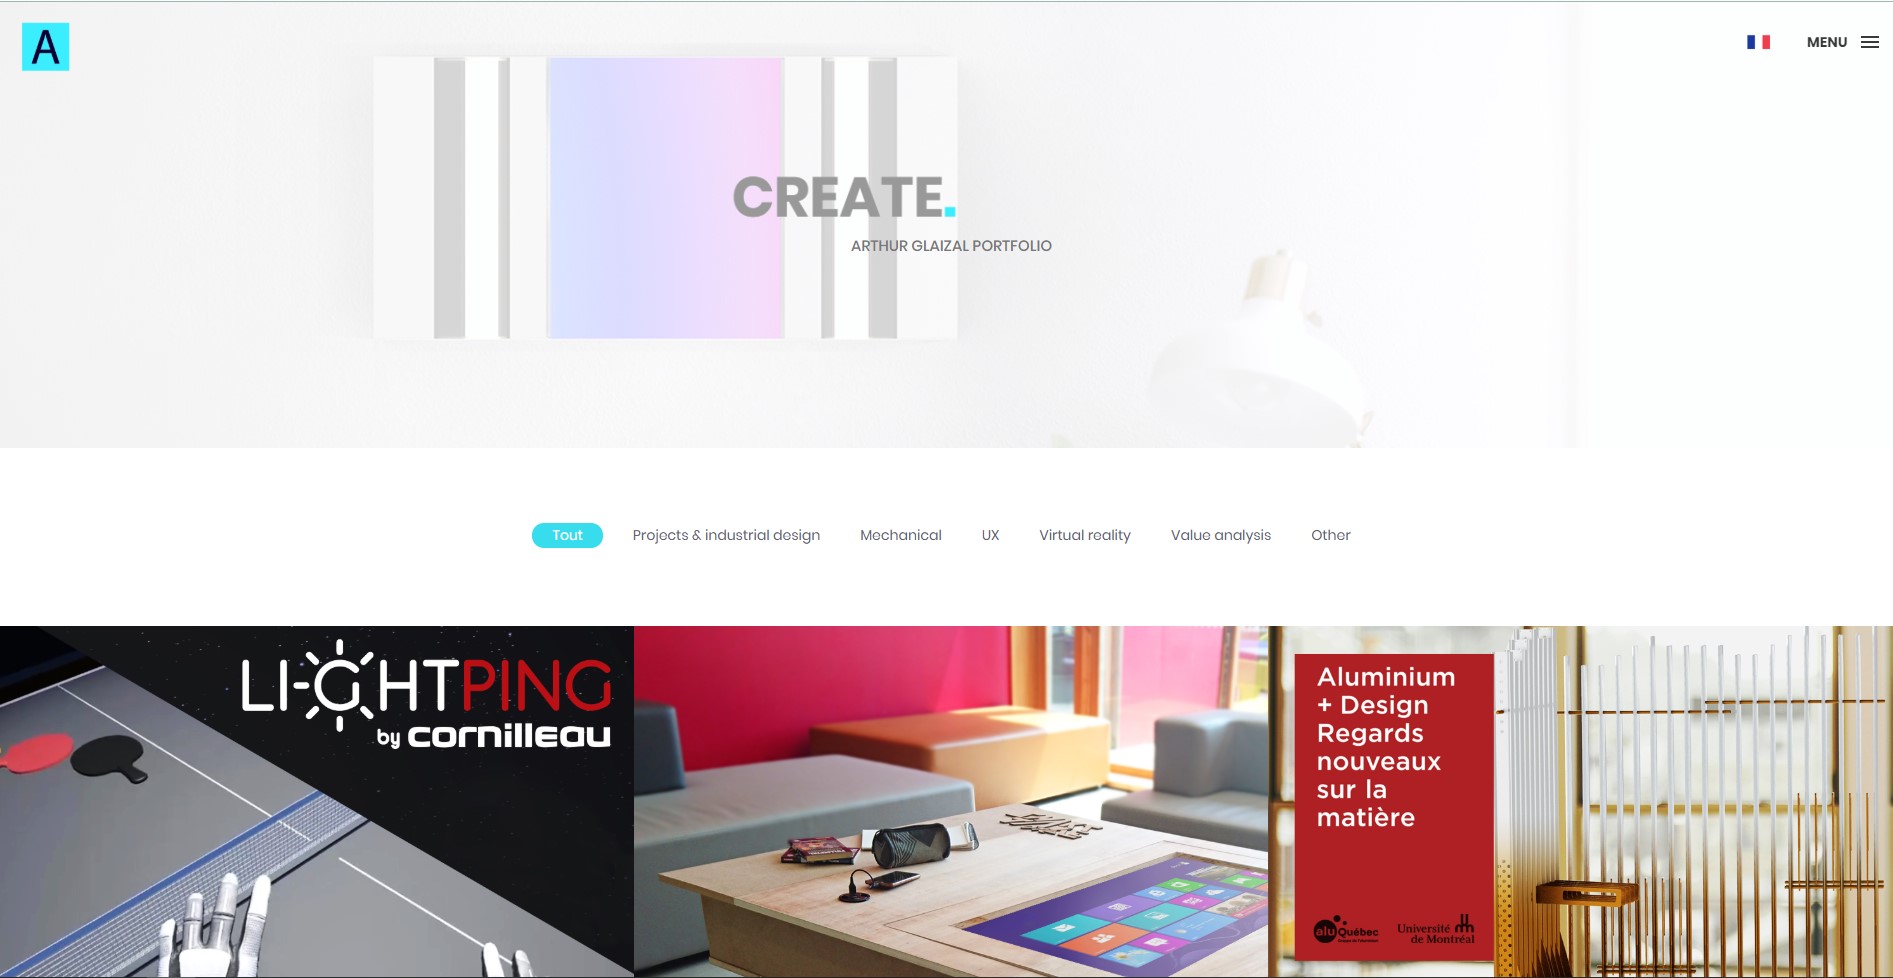 A
MENU
CREATE.
ARTHUR GLAIZAL PORTFOLIO
Tout
Projects & industrial design
Mechanical
UX
Virtual reality
Value analysis
Other
LIGHTPING
by cornilleau
Aluminium
+ Design
Regards
nouveaux
sur la
matière
alu Québec
Université
de Montréal